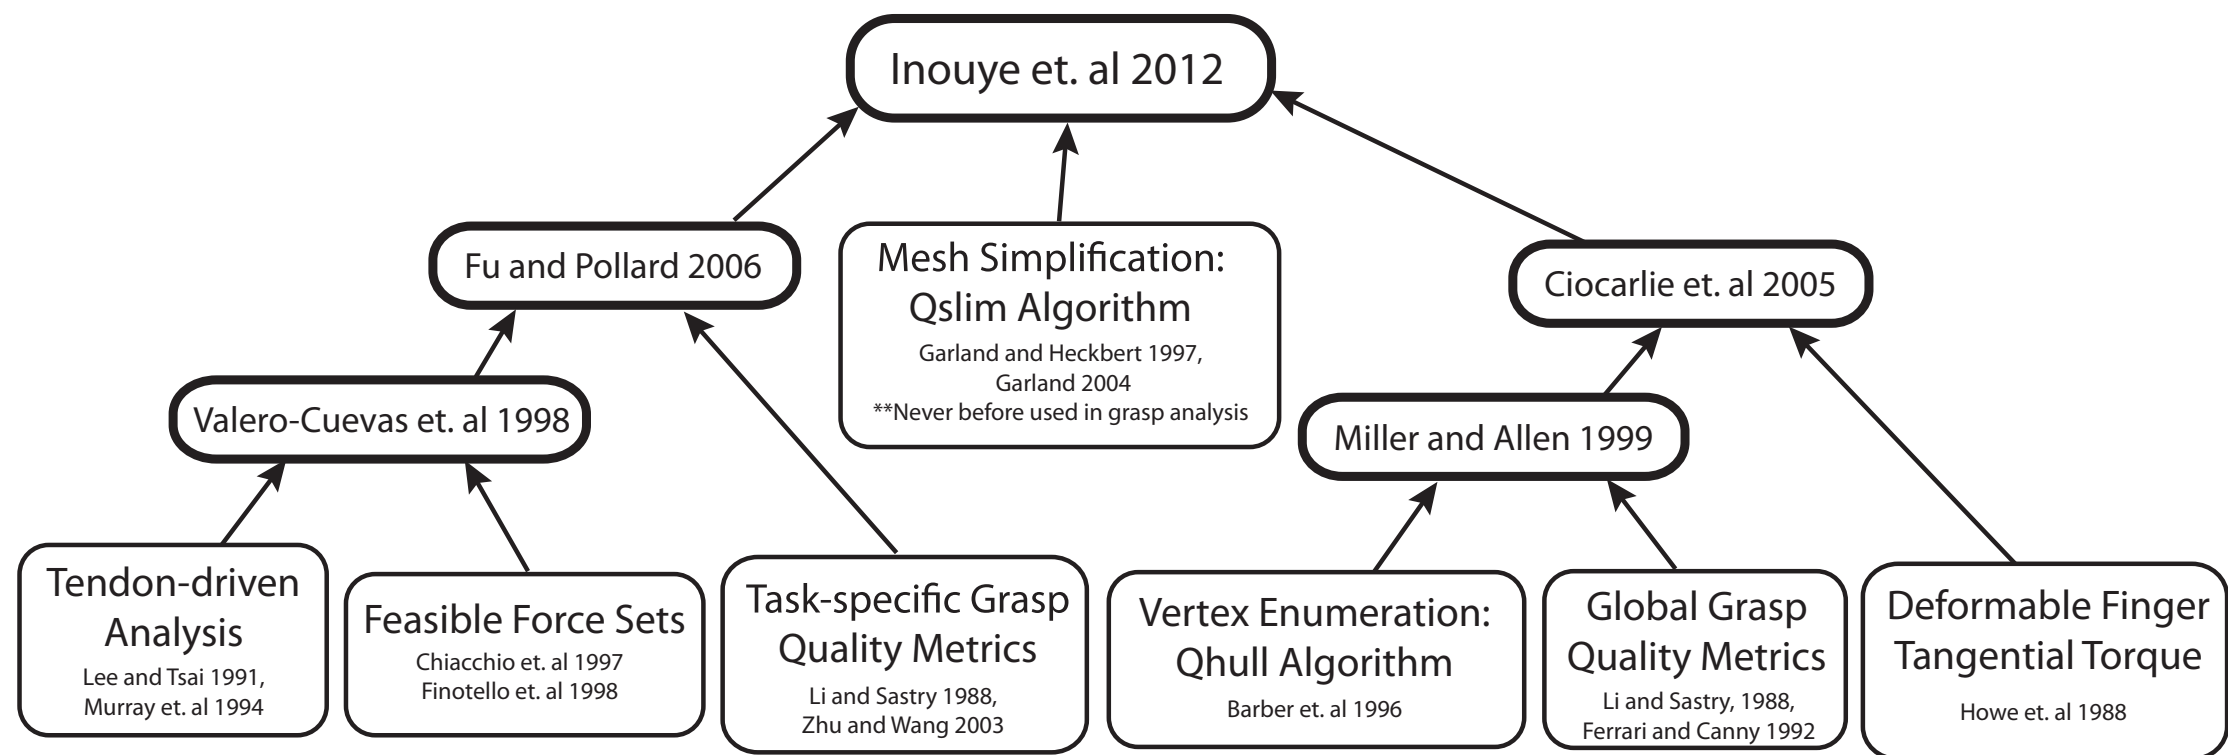 Inouye et. al 2012
Fu and Pollard 2006
Mesh Simplification:
Qslim Algorithm
Garland and Heckbert 1997,
Garland 2004
**Never before used in grasp analysis
Ciocarlie et. al 2005
Valero-Cuevas et. al 1998
Miller and Allen 1999
Tendon-driven
Analysis
Lee and Tsai 1991,
Murray et. al 1994
Feasible Force Sets
Chiacchio et. al 1997
Finotello et. al 1998
Task-specific Grasp
Quality Metrics
Li and Sastry 1988,
Zhu and Wang 2003
Vertex Enumeration:
Qhull Algorithm
Barber et. al 1996
Global Grasp
Quality Metrics
Li and Sastry, 1988,
Ferrari and Canny 1992
Deformable Finger
Tangential Torque
Howe et. al 1988